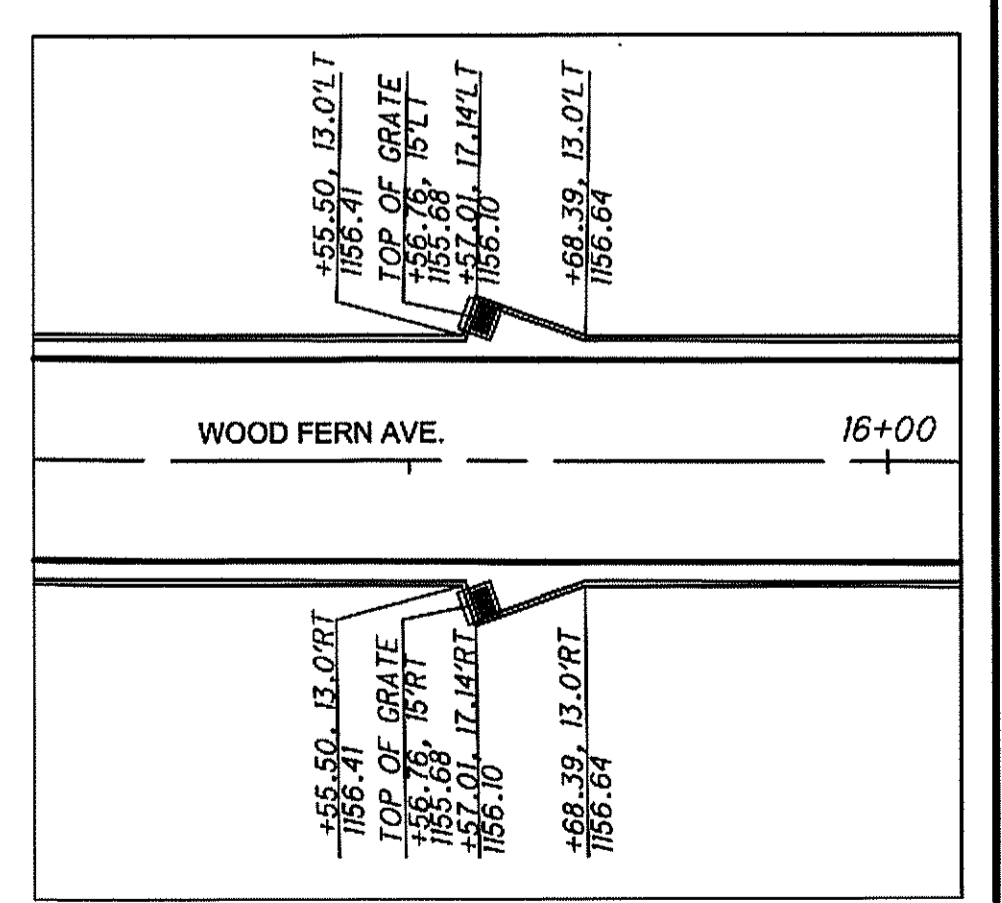 +55.50, 13.0'LT
1156.41
TOP OF GRATE
+56.76, 15'LT
1155.68
+57.01, 17.14'LT
1156.10
+68.39, 13.0'LT
1156.64
WOOD FERN AVE.
16+00
+55.50, 13.0'RT
1156.41
TOP OF GRATE
+56.76, 15'RT
1155.68
+57.01, 17.14'RT
1156.10
+68.39, 13.0'RT
1156.64